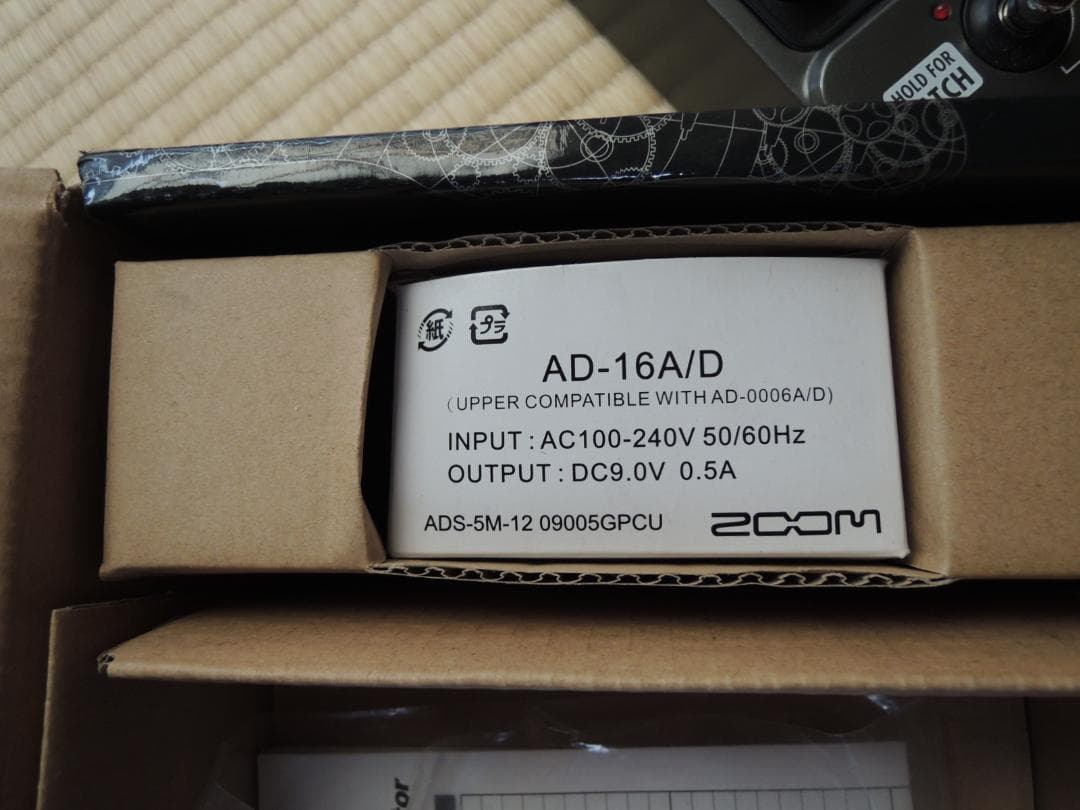 HOLD FOR
紙
プラ
AD-16A/D
(UPPER COMPATIBLE WITH AD-0006A/D)
INPUT : AC100-240V 50/60Hz
OUTPUT : DC9.0V 0.5A
ADS-5M-12 09005GPCU
ZOOM